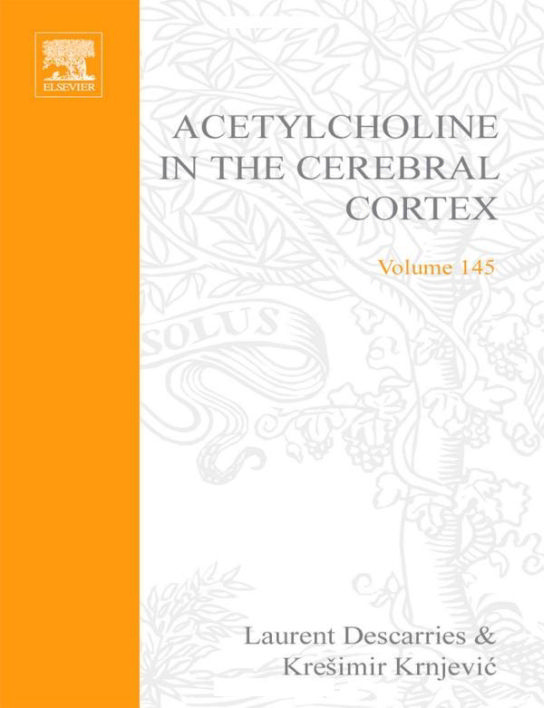 ELSEVIER
ACETYLCHOLINE
IN THE CEREBRAL
CORTEX
Volume 145
SOLUS
Laurent Descarries &
Krešimir Krnjević